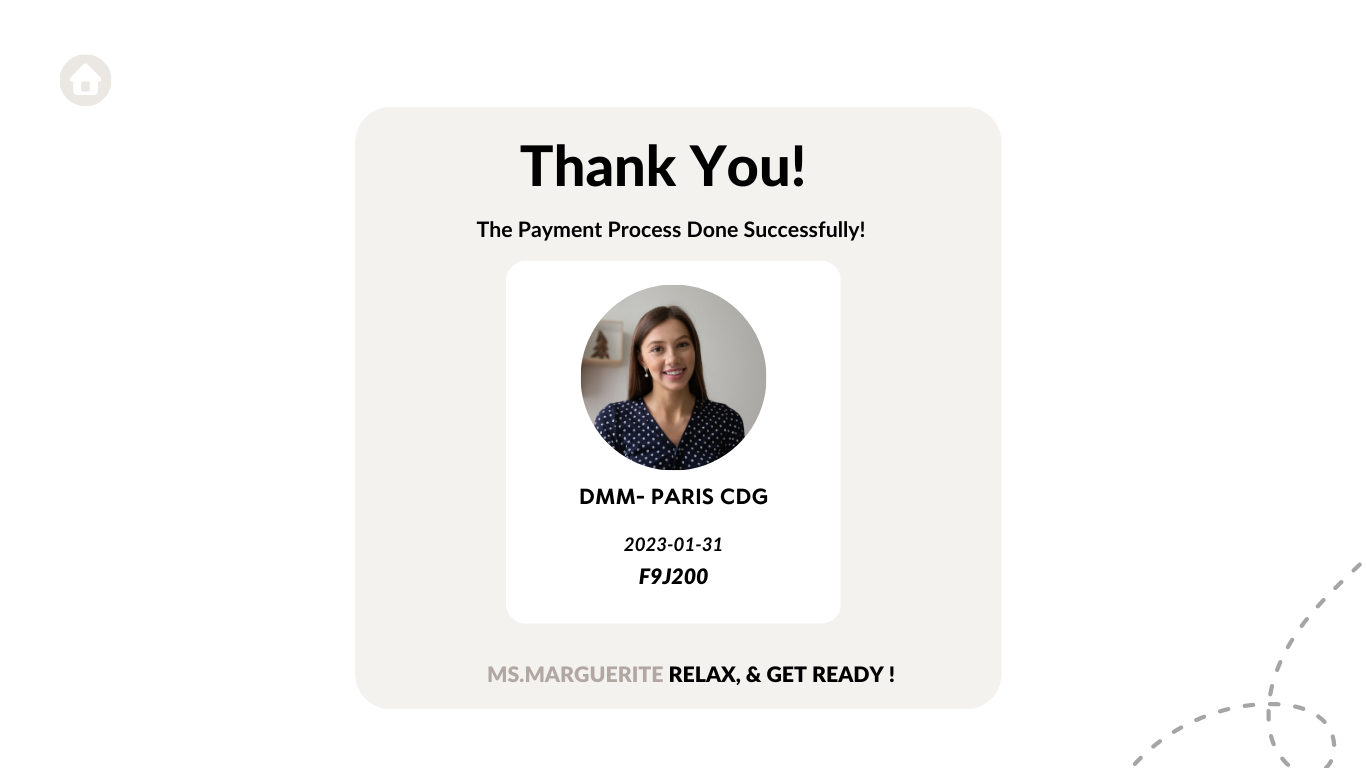 Thank You!
The Payment Process Done Successfully!
DMM- PARIS CDG
2023-01-31
F9J200
MS.MARGUERITE RELAX, & GET READY !